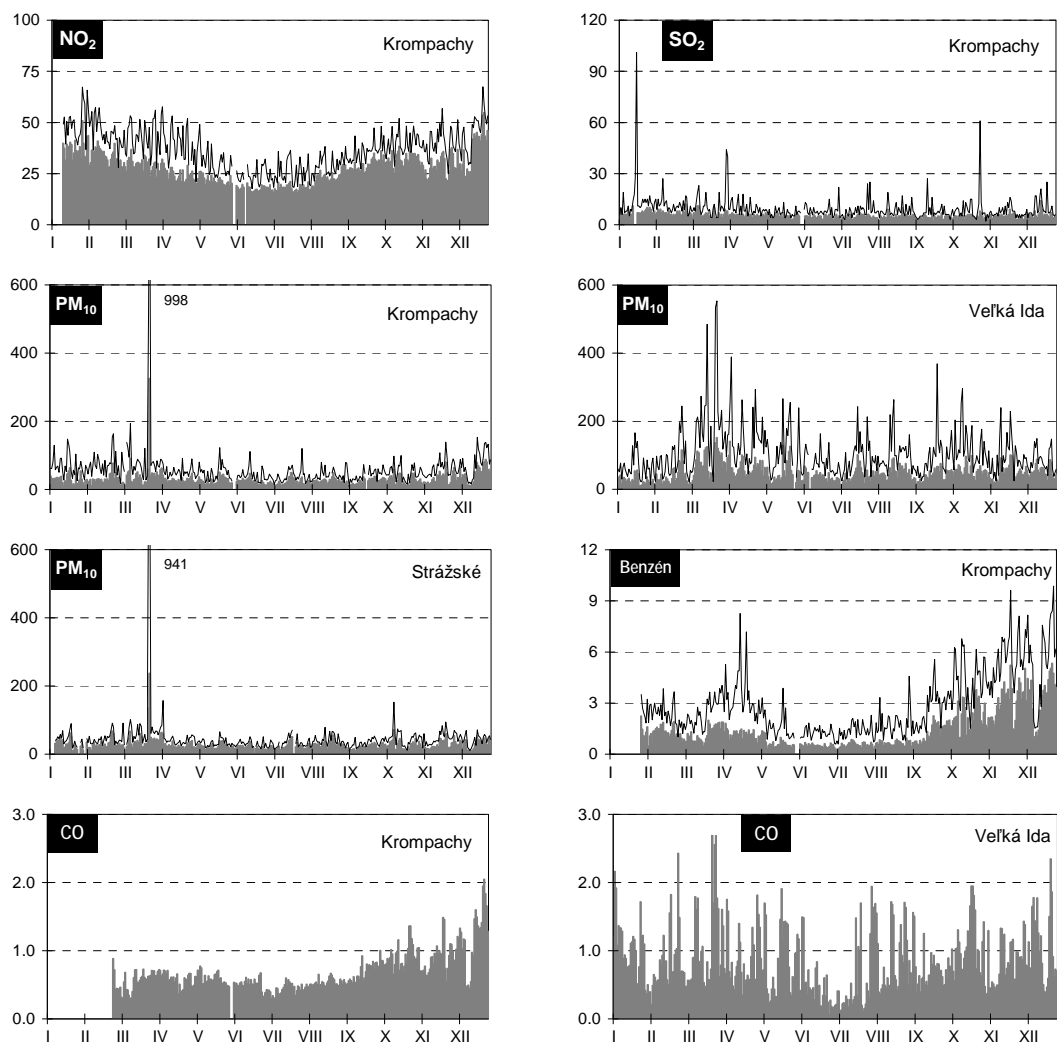 NO2
Krompachy
100
75
50
25
0
I II III IV V VI VII VIII IX X XI XII
SO2
Krompachy
120
90
60
30
0
I II III IV V VI VII VIII IX X XI XII
PM10
998
Krompachy
600
400
200
0
I II III IV V VI VII VIII IX X XI XII
PM10
Veľká Ida
600
400
200
0
I II III IV V VI VII VIII IX X XI XII
PM10
941
Strážské
600
400
200
0
I II III IV V VI VII VIII IX X XI XII
Benzén
Krompachy
12
9
6
3
0
I II III IV V VI VII VIII IX X XI XII
CO
Krompachy
3.0
2.0
1.0
0.0
I II III IV V VI VII VIII IX X XI XII
CO
Veľká Ida
3.0
2.0
1.0
0.0
I II III IV V VI VII VIII IX X XI XII